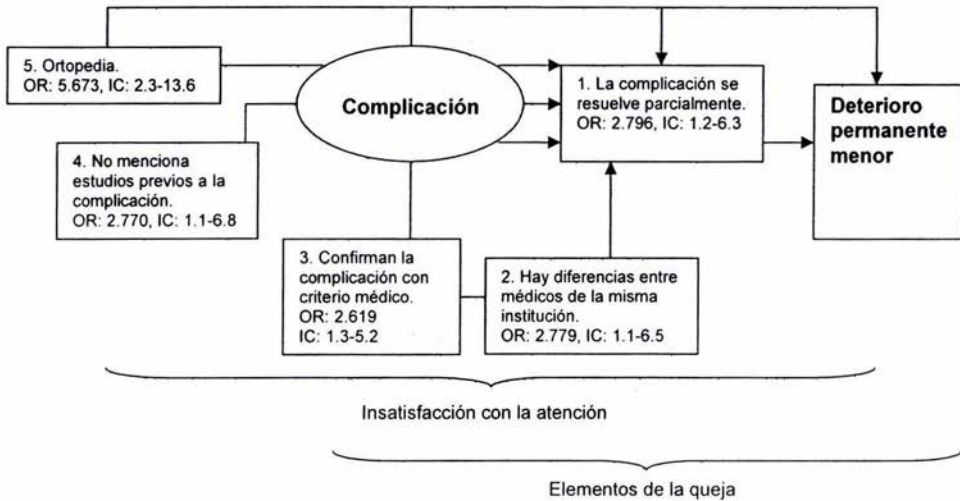 5. Ortopedia.
OR: 5.673, IC: 2.3-13.6
Complicación
1. La complicación se
resuelve parcialmente.
OR: 2.796, IC: 1.2-6.3
Deterioro
permanente
menor
4. No menciona
estudios previos a la
complicación.
OR: 2.770, IC: 1.1-6.8
3. Confirman la
complicación con
criterio médico.
OR: 2.619
IC: 1.3-5.2
2. Hay diferencias entre
médicos de la misma
institución.
OR: 2.779, IC: 1.1-6.5
Insatisfacción con la atención
Elementos de la queja